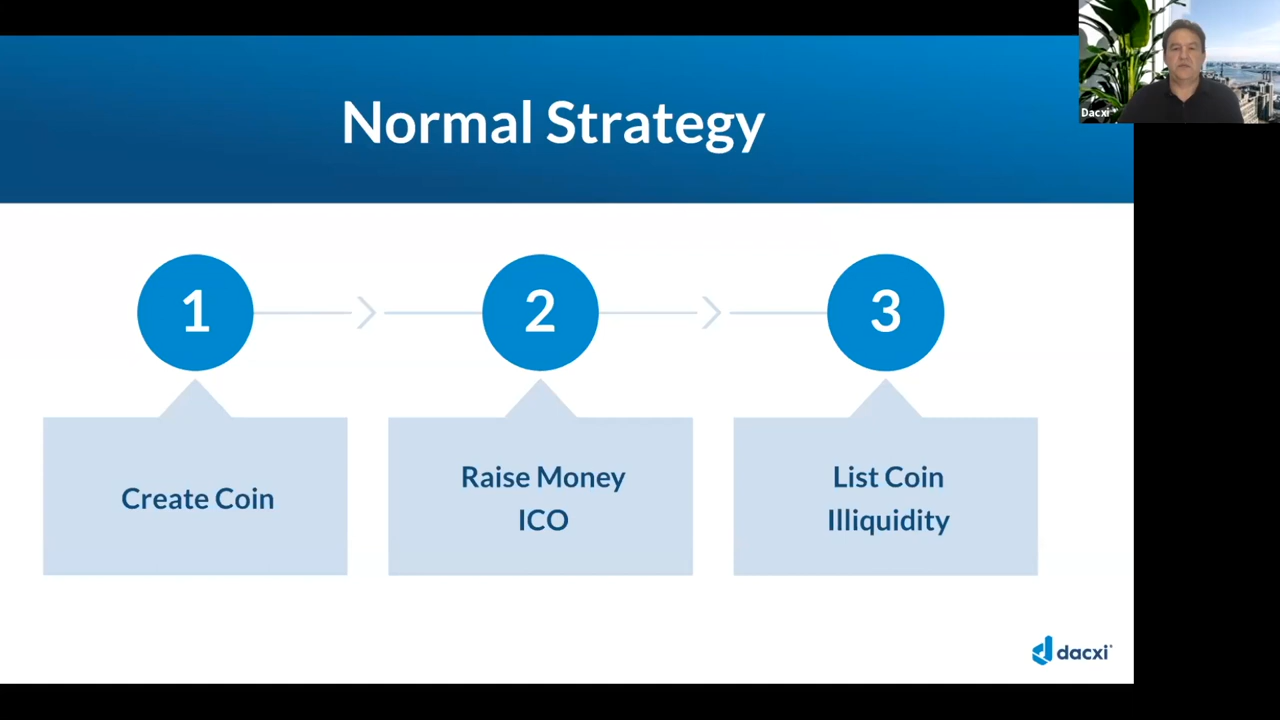 Normal Strategy
Dacxi
1
2
3
Create Coin
Raise Money
ICO
List Coin
Illiquidity
dacxi